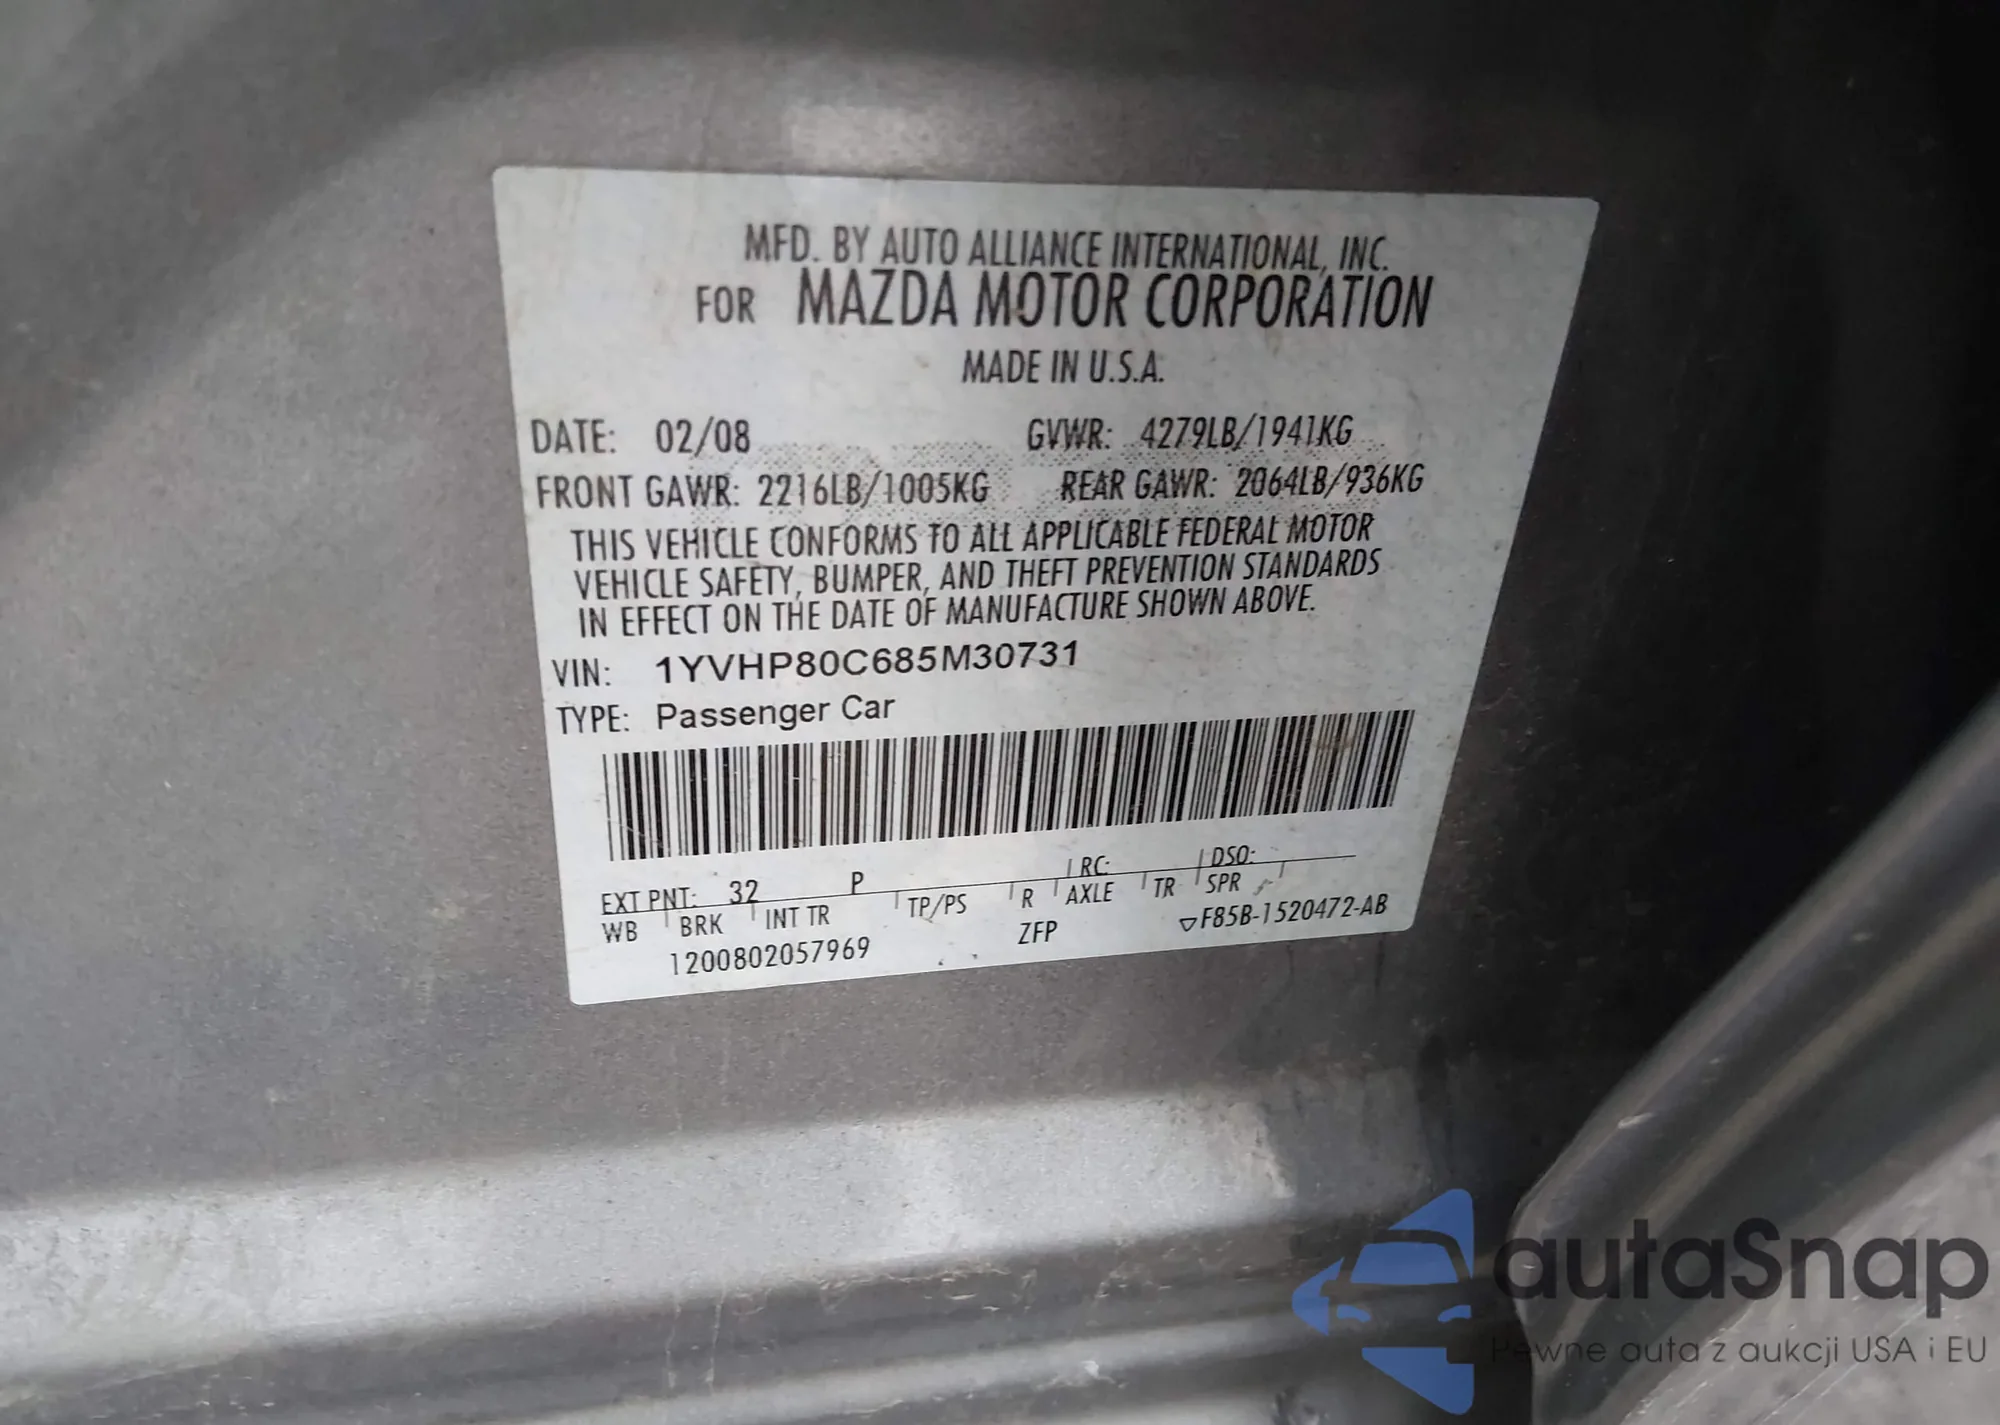 MFD. BY AUTO ALLIANCE INTERNATIONAL, INC.
FOR MAZDA MOTOR CORPORATION
MADE IN U.S.A.
DATE: 02/08 GVWR: 4279LB/1941KG
FRONT GAWR: 2216LB/1005KG REAR GAWR: 2064LB/936KG
THIS VEHICLE CONFORMS TO ALL APPLICABLE FEDERAL MOTOR
VEHICLE SAFETY, BUMPER, AND THEFT PREVENTION STANDARDS
IN EFFECT ON THE DATE OF MANUFACTURE SHOWN ABOVE.
VIN: 1YVHP80C685M30731
TYPE: Passenger Car
EXT PNT: 32 P RC: DSO:
WB BRK INT TR TP/PS R AXLE TR SPR
1200802057969 ZFP ▽F85B-1520472-AB
autaSnap
Pewne auta z aukcji USA i EU